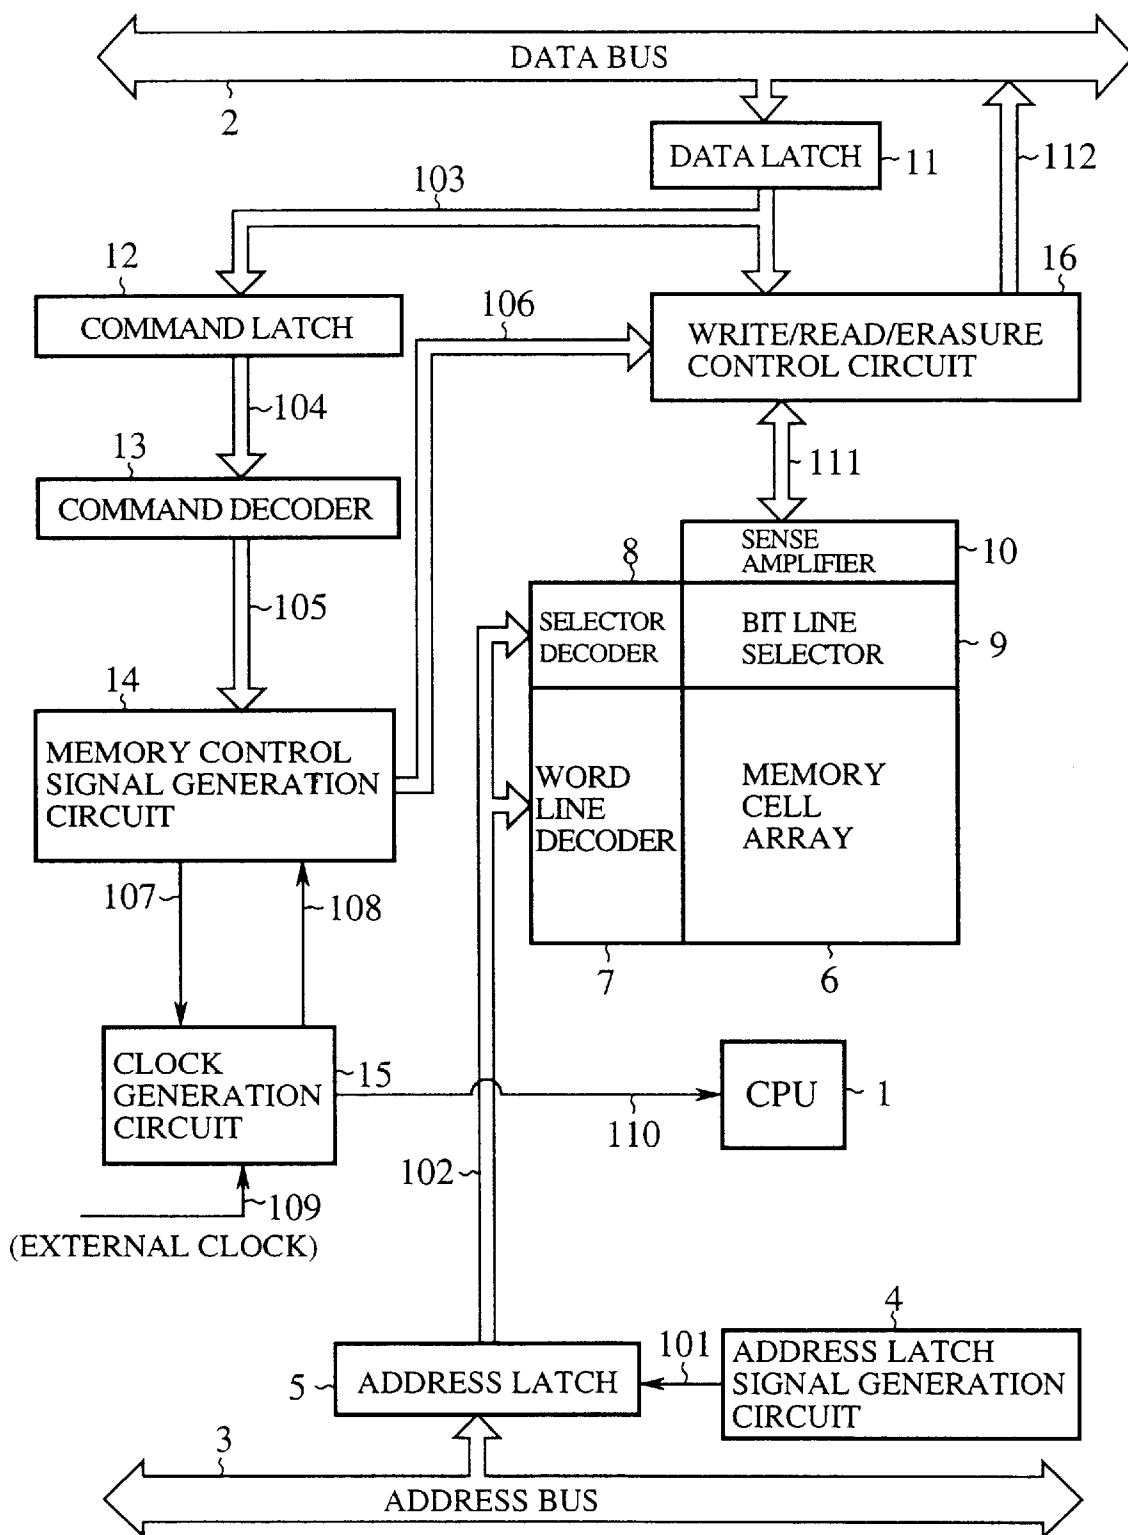 DATA BUS
2
DATA LATCH
11
112
103
12
16
COMMAND LATCH
106
WRITE/READ/ERASURE
CONTROL CIRCUIT
104
13
111
COMMAND DECODER
8
SENSE
AMPLIFIER
10
105
SELECTOR
DECODER
BIT LINE
SELECTOR
9
14
MEMORY CONTROL
SIGNAL GENERATION
CIRCUIT
WORD
LINE
DECODER
MEMORY
CELL
ARRAY
107
108
7
6
CLOCK
GENERATION
CIRCUIT
15
CPU
1
110
102
109
(EXTERNAL CLOCK)
4
101
5
ADDRESS LATCH
ADDRESS LATCH
SIGNAL GENERATION
CIRCUIT
3
ADDRESS BUS